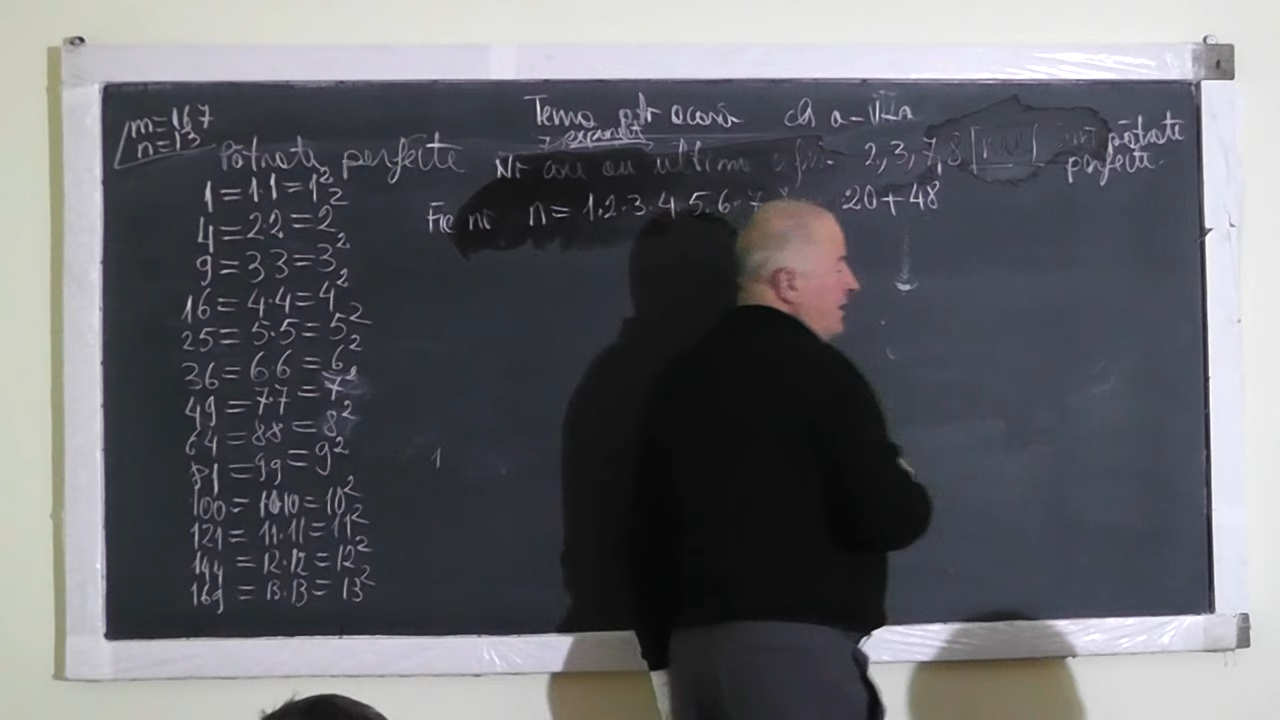 m=167
n=13
Pătrate perfecte
1=1·1=1²
4=2·2=2²
9=3·3=3²
16=4·4=4²
25=5·5=5²
36=6·6=6²
49=7·7=7²
64=8·8=8²
81=9·9=9²
100=10·10=10²
121=11·11=11²
144=12·12=12²
169=13·13=13²
Tema ptr acasă cls a-VII a
Nr care au ultima cifră 2,3,7,8 [nu] sunt pătrate perfecte.
Fie nr n=1·2·3·4·5·6·7 20+48